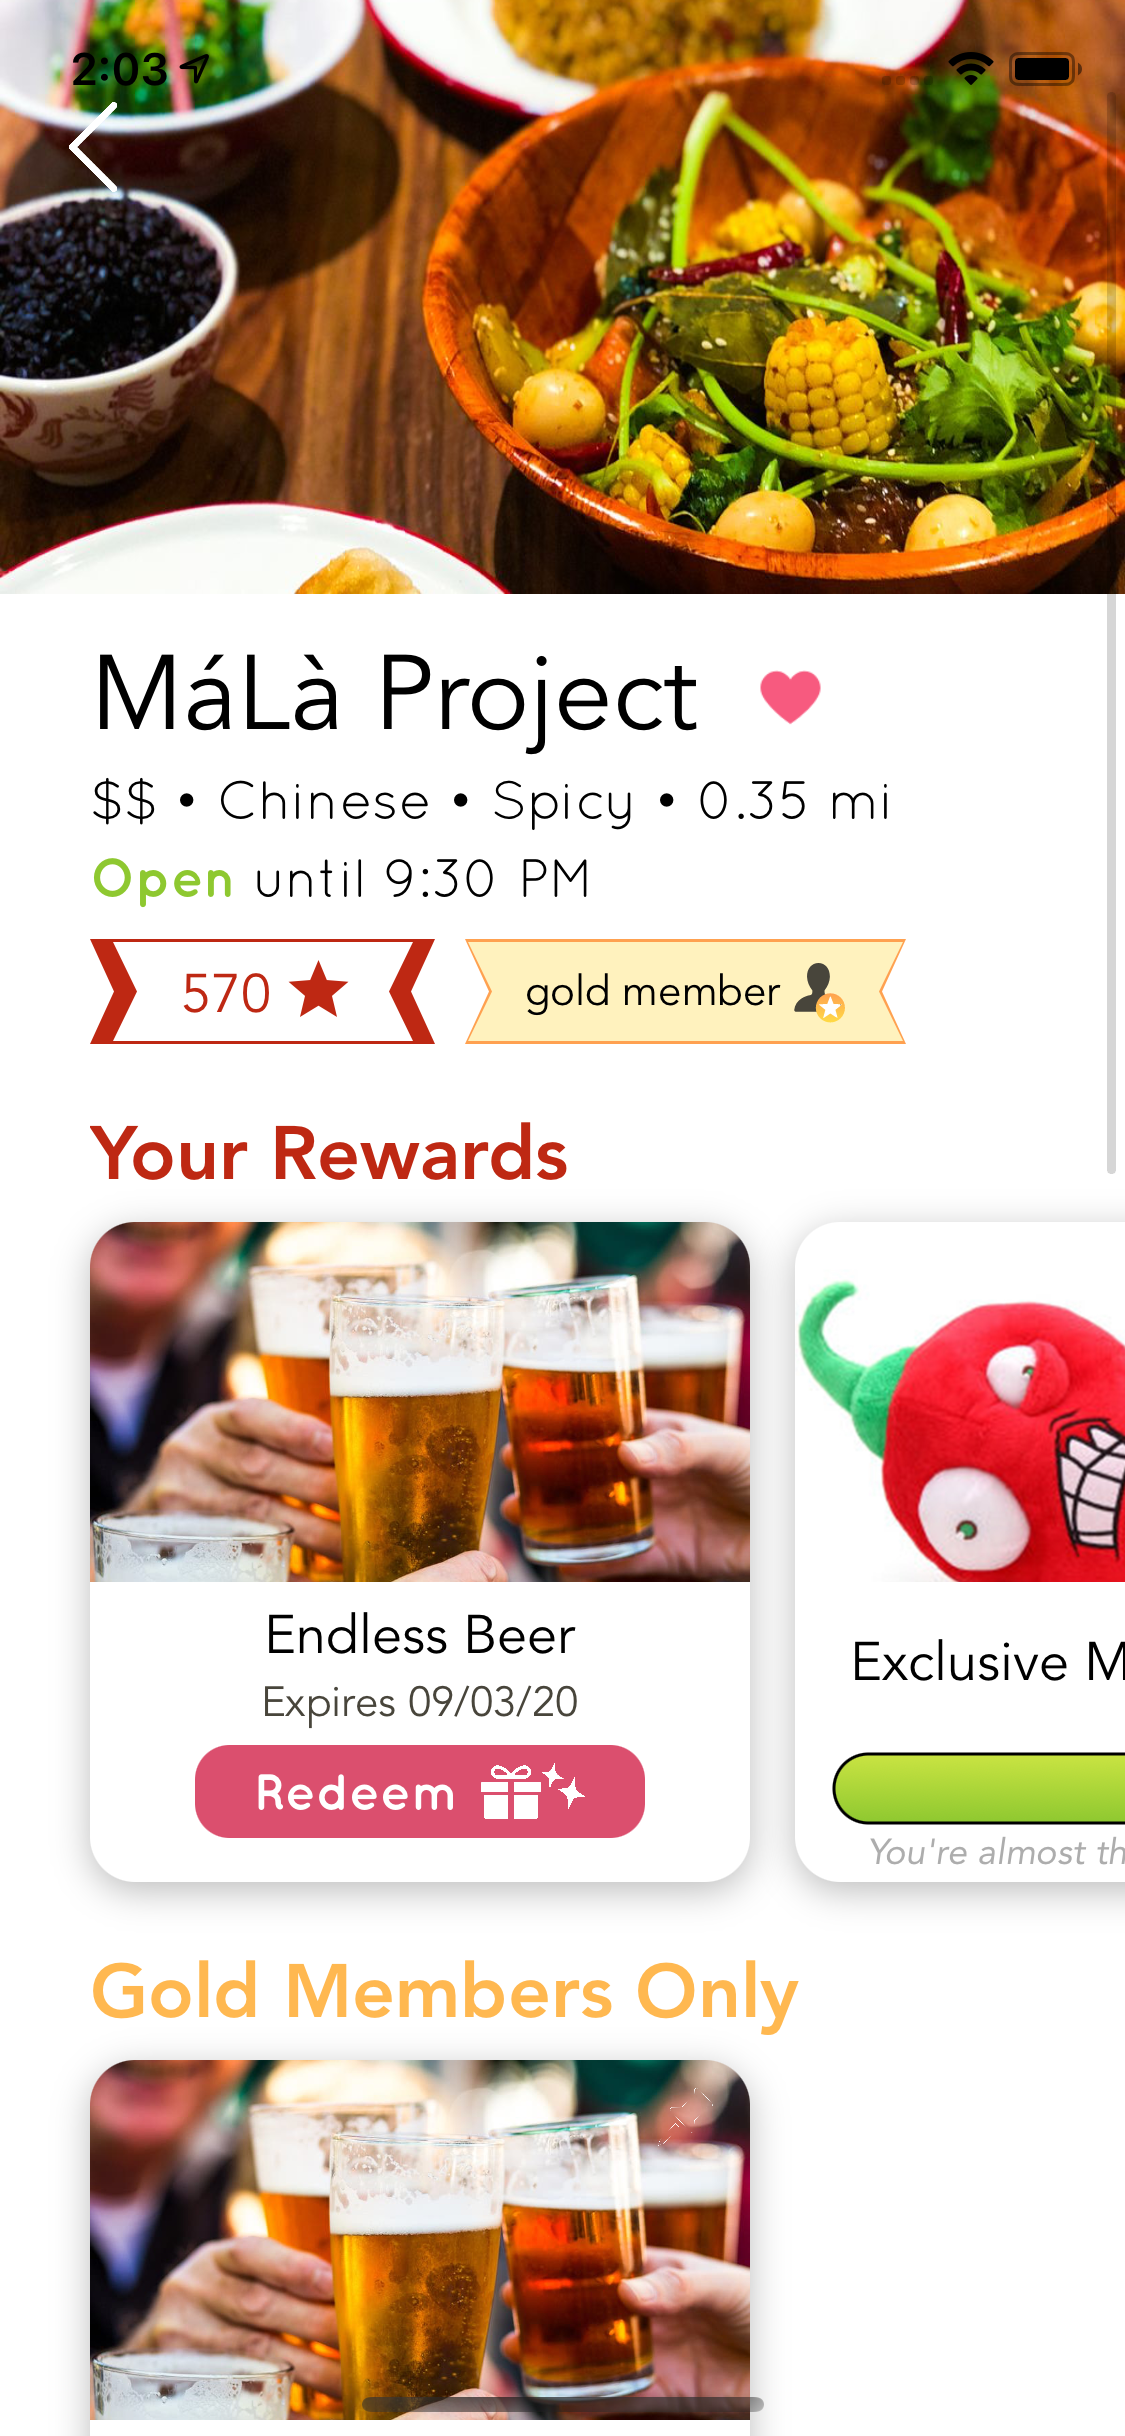 2:03
MáLà Project
$$ • Chinese • Spicy • 0.35 mi
Open until 9:30 PM
570
gold member
Your Rewards
Endless Beer
Expires 09/03/20
Redeem
Exclusive M
You're almost th
Gold Members Only